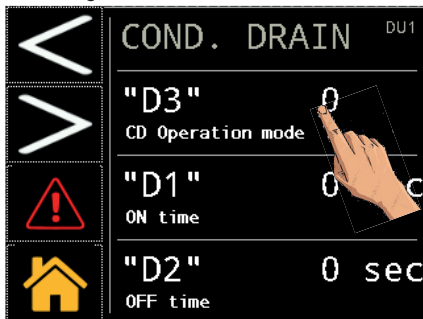 COND. DRAIN DU1
"D3" 0
CD Operation mode
"D1" 0 c
ON time
"D2" 0 sec
OFF time